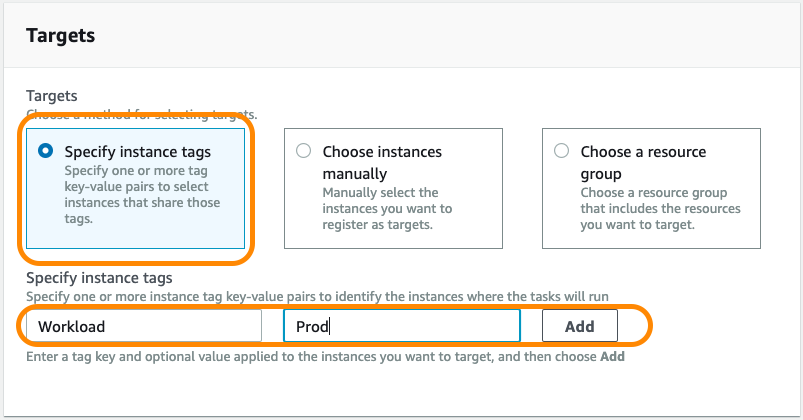 Targets
Targets
Choose a method for selecting targets.
Specify instance tags
Specify one or more tag
key-value pairs to select
instances that share those
tags.
Choose instances
manually
Manually select the
instances you want to
register as targets.
Choose a resource
group
Choose a resource group
that includes the resources
you want to target.
Specify instance tags
Specify one or more instance tag key-value pairs to identify the instances where the tasks will run
Workload
Prod
Add
Enter a tag key and optional value applied to the instances you want to target, and then choose Add